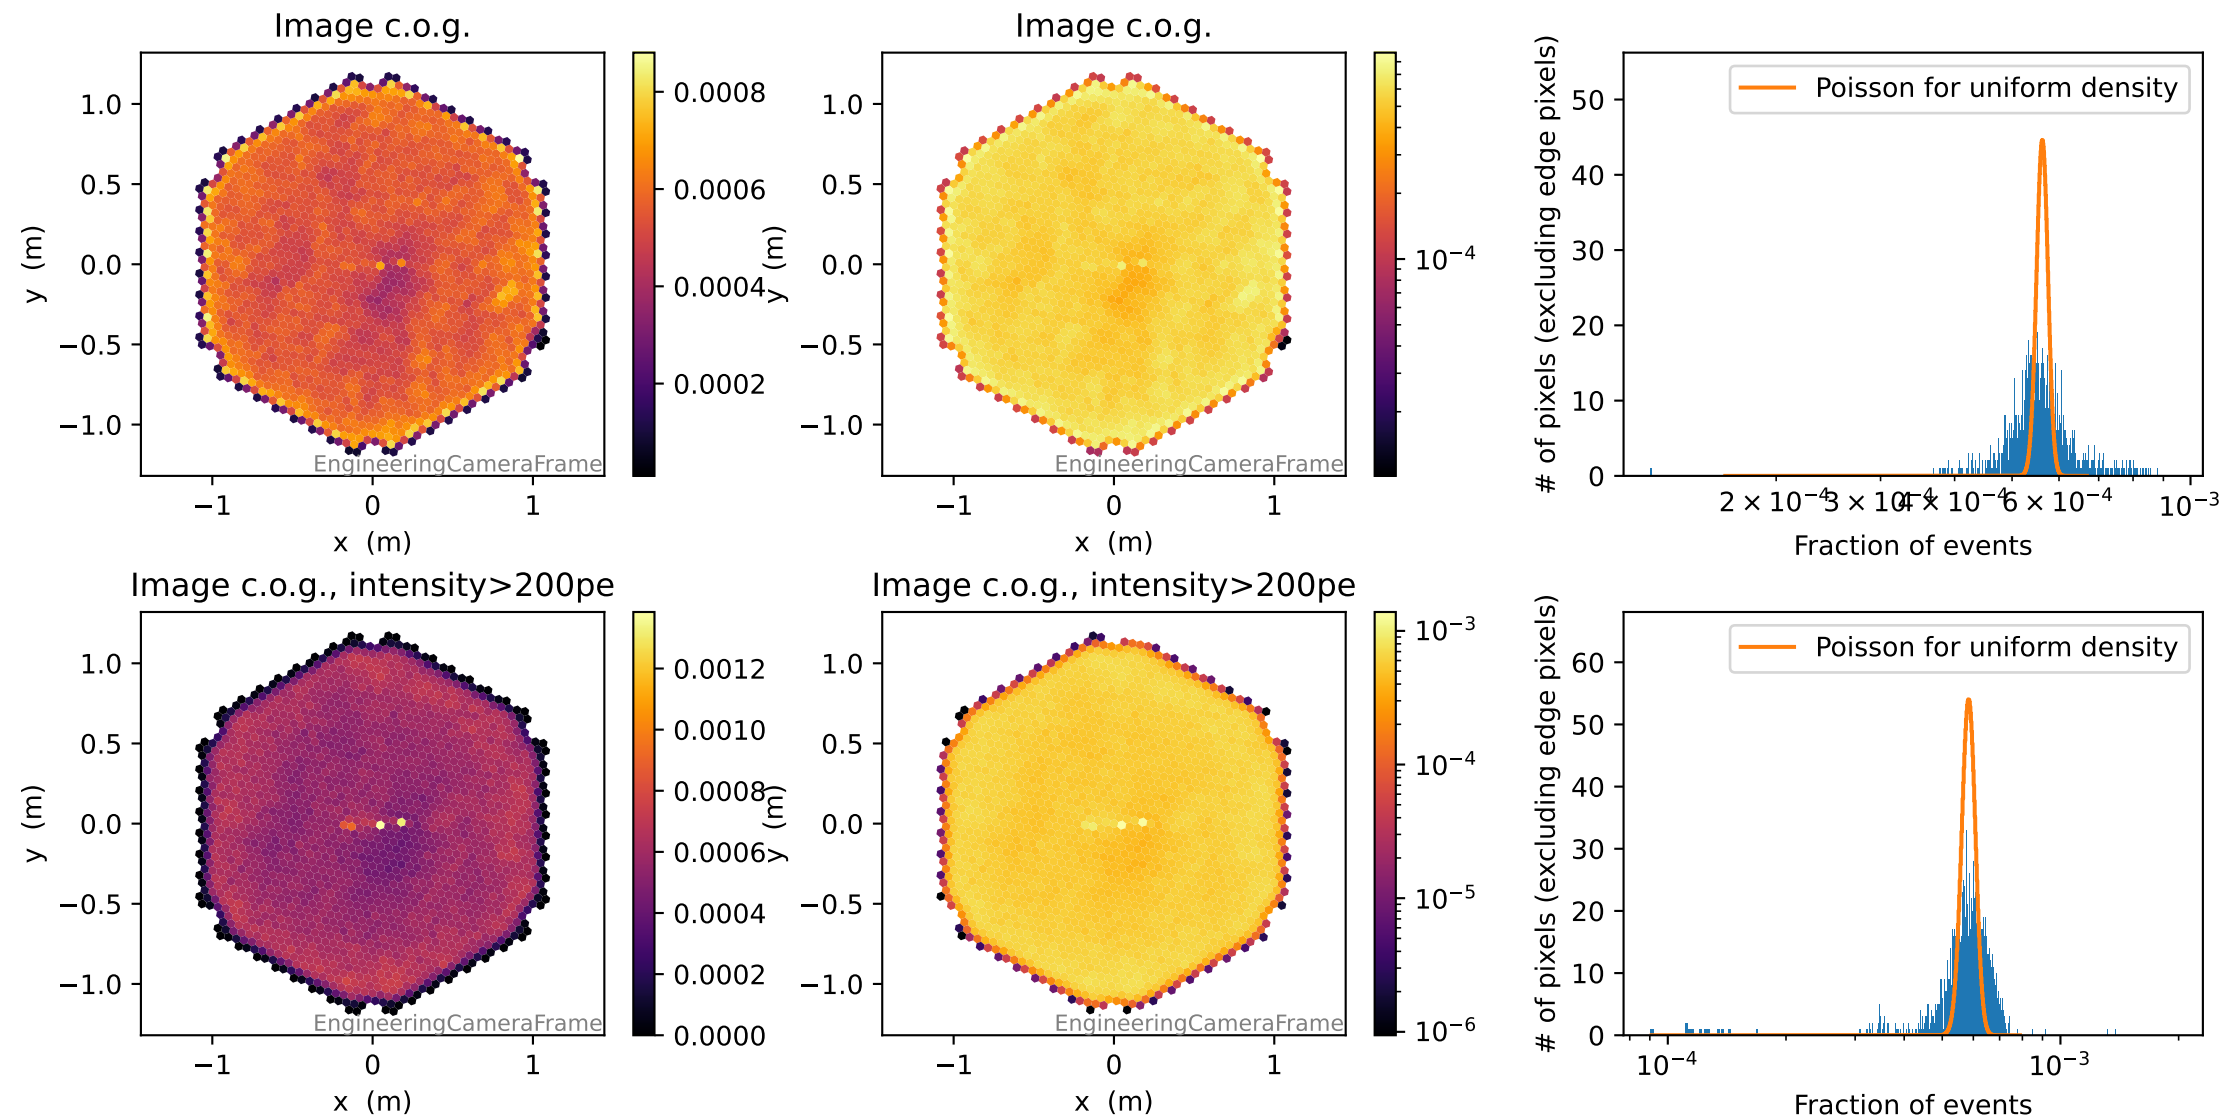 Image c.o.g.
1.0
0.5
0.0
−0.5
−1.0
y (m)
EngineeringCameraFrame
−1 0 1
x (m)
0.0008
0.0006
0.0004
0.0002
Image c.o.g.
1.0
0.5
0.0
−0.5
−1.0
y (m)
EngineeringCameraFrame
−1 0 1
x (m)
10⁻⁴
# of pixels (excluding edge pixels)
50
40
30
20
10
0
Poisson for uniform density
2 × 10⁻⁴ 3 × 10⁻⁴ 4 × 10⁻⁴ 6 × 10⁻⁴ 10⁻³
Fraction of events
Image c.o.g., intensity>200pe
1.0
0.5
0.0
−0.5
−1.0
y (m)
EngineeringCameraFrame
−1 0 1
x (m)
0.0012
0.0010
0.0008
0.0006
0.0004
0.0002
0.0000
Image c.o.g., intensity>200pe
1.0
0.5
0.0
−0.5
−1.0
y (m)
EngineeringCameraFrame
−1 0 1
x (m)
10⁻³
10⁻⁴
10⁻⁵
10⁻⁶
# of pixels (excluding edge pixels)
60
50
40
30
20
10
0
Poisson for uniform density
10⁻⁴ 10⁻³
Fraction of events